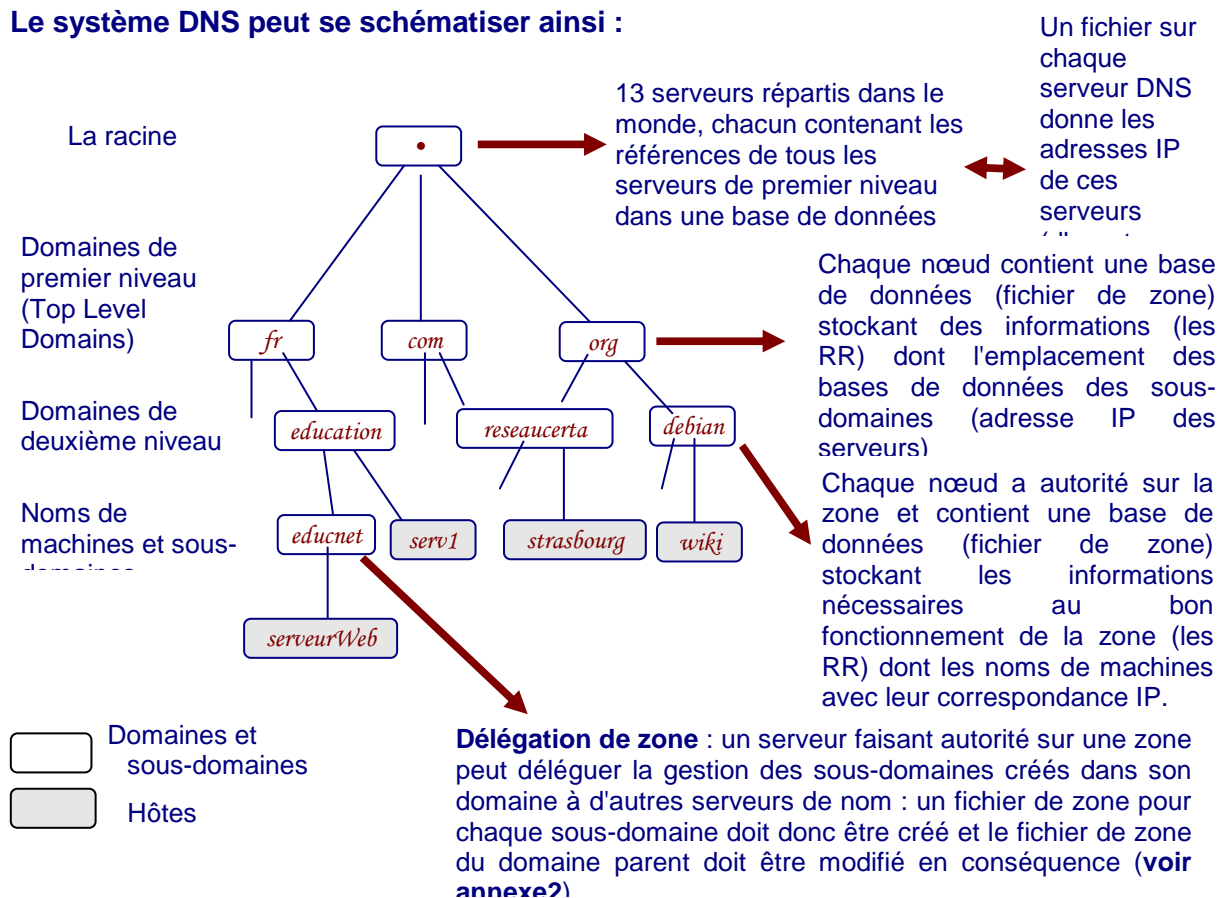 Le système DNS peut se schématiser ainsi :
La racine
•
13 serveurs répartis dans le
monde, chacun contenant les
références de tous les
serveurs de premier niveau
dans une base de données
Un fichier sur
chaque
serveur DNS
donne les
adresses IP
de ces
serveurs
Domaines de
premier niveau
(Top Level
Domains)
fr
com
org
Chaque nœud contient une base
de données (fichier de zone)
stockant des informations (les
RR) dont l'emplacement des
bases de données des sous-
domaines (adresse IP des
serveurs)
Domaines de
deuxième niveau
education
reseaucerta
debian
Noms de
machines et sous-
domaines
educnet
serv1
strasbourg
wiki
serveurWeb
Chaque nœud a autorité sur la
zone et contient une base de
données (fichier de zone)
stockant les informations
nécessaires au bon
fonctionnement de la zone (les
RR) dont les noms de machines
avec leur correspondance IP.
Domaines et
sous-domaines
Hôtes
Délégation de zone : un serveur faisant autorité sur une zone
peut déléguer la gestion des sous-domaines créés dans son
domaine à d'autres serveurs de nom : un fichier de zone pour
chaque sous-domaine doit donc être créé et le fichier de zone
du domaine parent doit être modifié en conséquence (voir
annexe2)